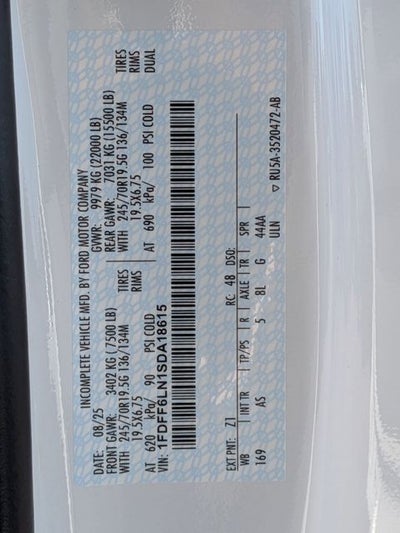 INCOMPLETE VEHICLE MFD. BY FORD MOTOR COMPANY
DATE: 08/25 GVWR: 9979 KG (22000 LB)
FRONT GAWR: 3402 KG (7500 LB) REAR GAWR: 7031 KG (15500 LB)
WITH 245/70R19.5G 136/134M TIRES WITH 245/70R19.5G 136/134M TIRES
19.5X6.75 RIMS 19.5X6.75 RIMS
AT 620 kPa/ 90 PSI COLD AT 690 kPa/ 100 PSI COLD DUAL
VIN: 1FDFF6LN1SDA18615
EXT PNT: Z1 RC: 48 DSO:
WB INT TR TP/PS R AXLE TR SPR
169 AS 5 8L G 44AA
ULN
▽ RU5A-3520472-AB